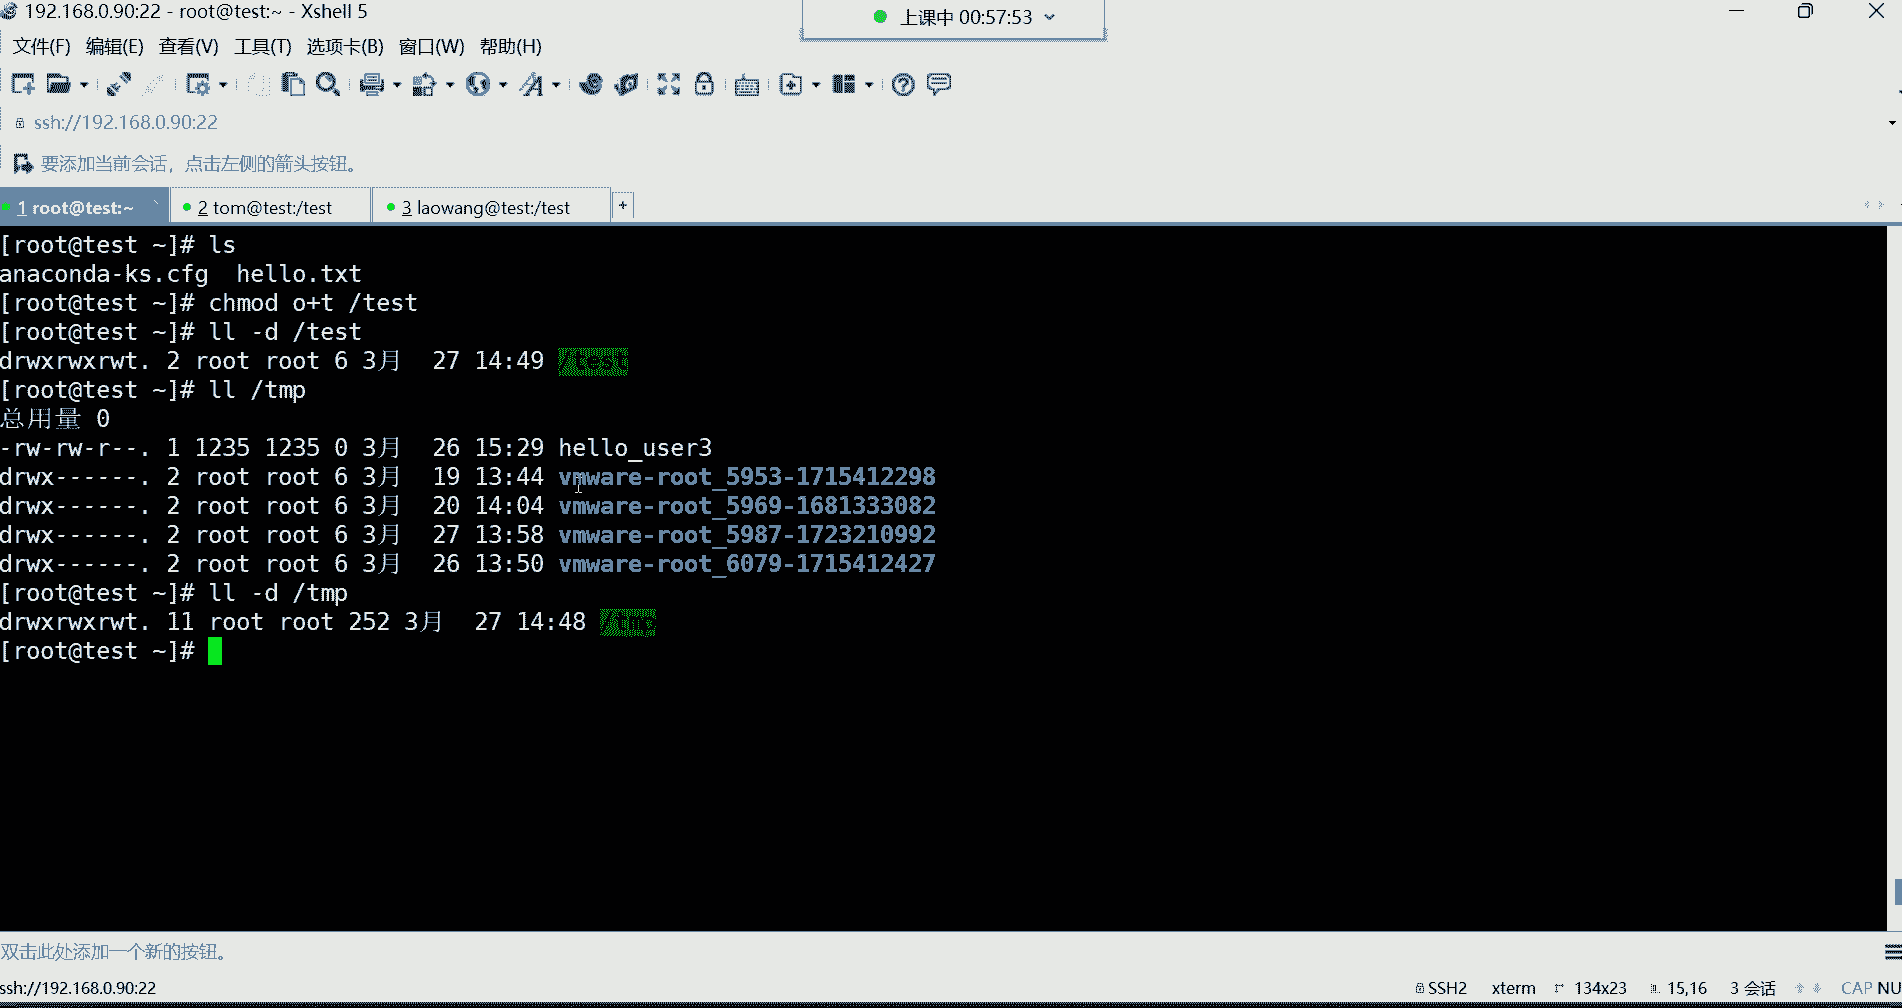 192.168.0.90:22 - root@test:~ - Xshell 5
上课中 00:57:53
文件(F) 编辑(E) 查看(V) 工具(T) 选项卡(B) 窗口(W) 帮助(H)
ssh://192.168.0.90:22
要添加当前会话，点击左侧的箭头按钮。
1 root@test:~ 2 tom@test:/test 3 laowang@test:/test +
[root@test ~]# ls
anaconda-ks.cfg  hello.txt
[root@test ~]# chmod o+t /test
[root@test ~]# ll -d /test
drwxrwxrwt. 2 root root 6 3月  27 14:49 /test
[root@test ~]# ll /tmp
总用量 0
-rw-rw-r--. 1 1235 1235 0 3月  26 15:29 hello_user3
drwx------. 2 root root 6 3月  19 13:44 vmware-root_5953-1715412298
drwx------. 2 root root 6 3月  20 14:04 vmware-root_5969-1681333082
drwx------. 2 root root 6 3月  27 13:58 vmware-root_5987-1723210992
drwx------. 2 root root 6 3月  26 13:50 vmware-root_6079-1715412427
[root@test ~]# ll -d /tmp
drwxrwxrwt. 11 root root 252 3月  27 14:48 /tmp
[root@test ~]#
双击此处添加一个新的按钮。
ssh://192.168.0.90:22 SSH2 xterm 134x23 15,16 3 会话 CAP NU